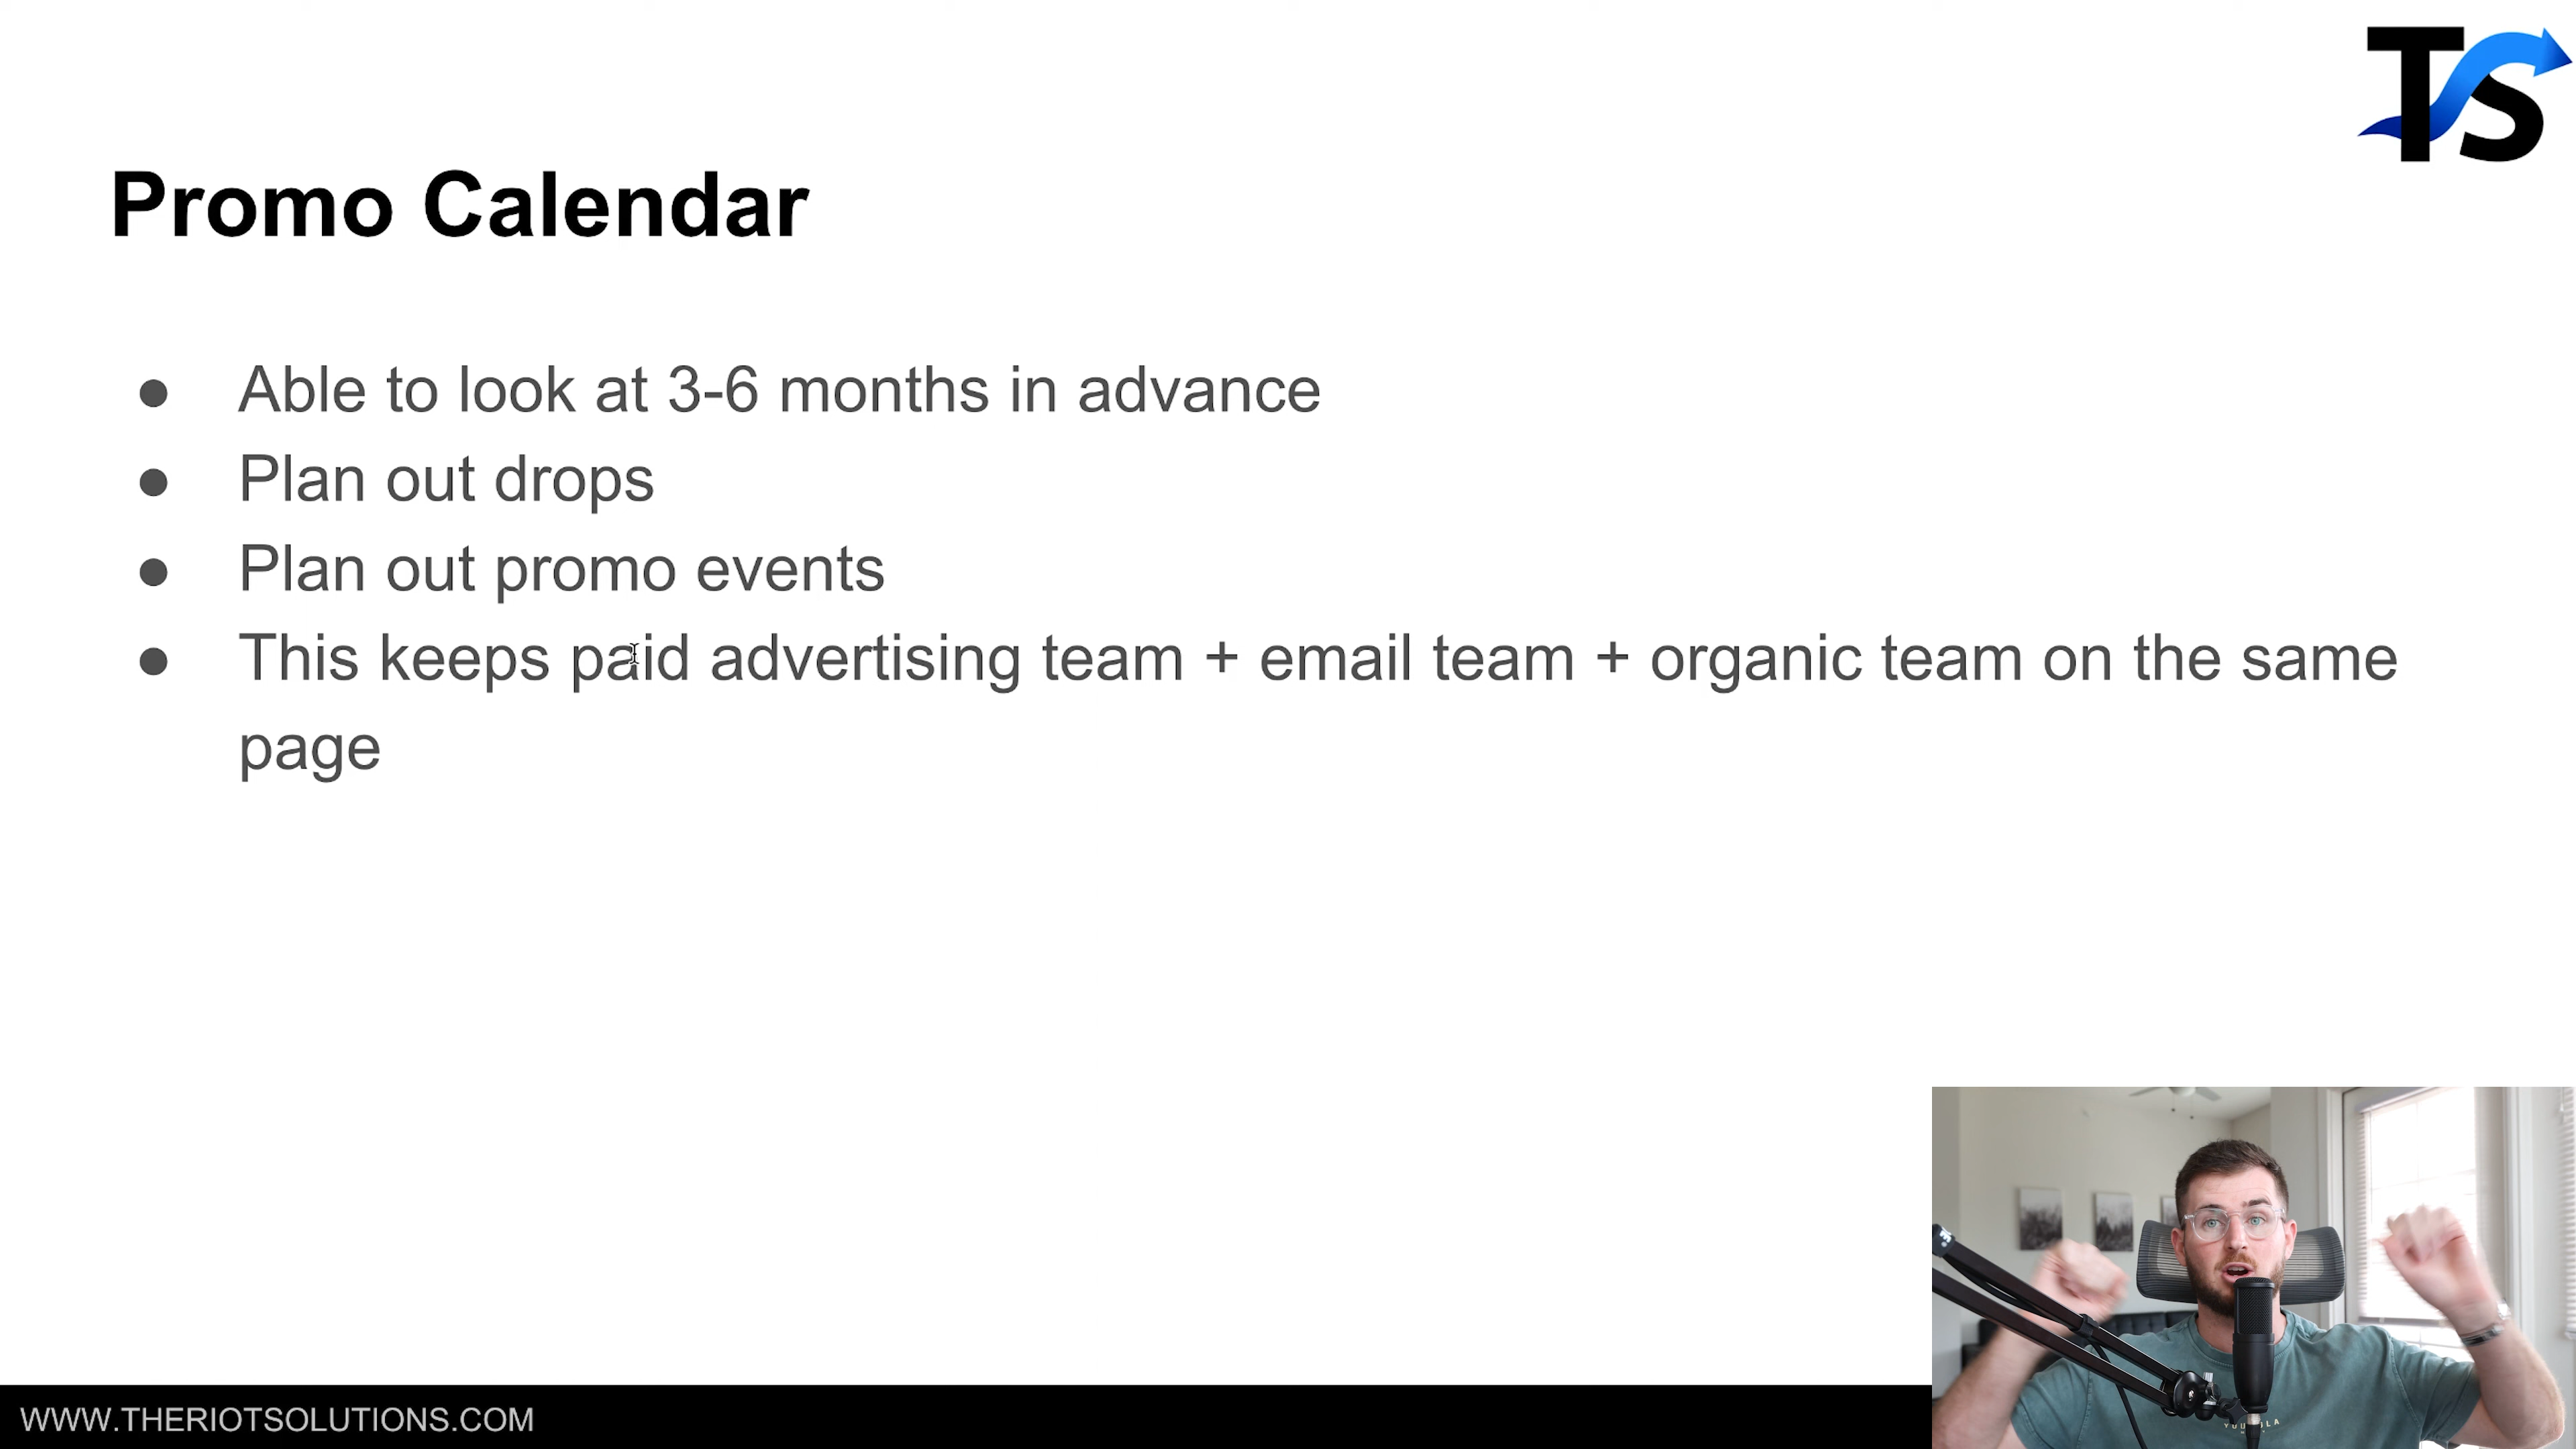 TS
Promo Calendar
● Able to look at 3-6 months in advance
● Plan out drops
● Plan out promo events
● This keeps paid advertising team + email team + organic team on the same
page
WWW.THERIOTSOLUTIONS.COM